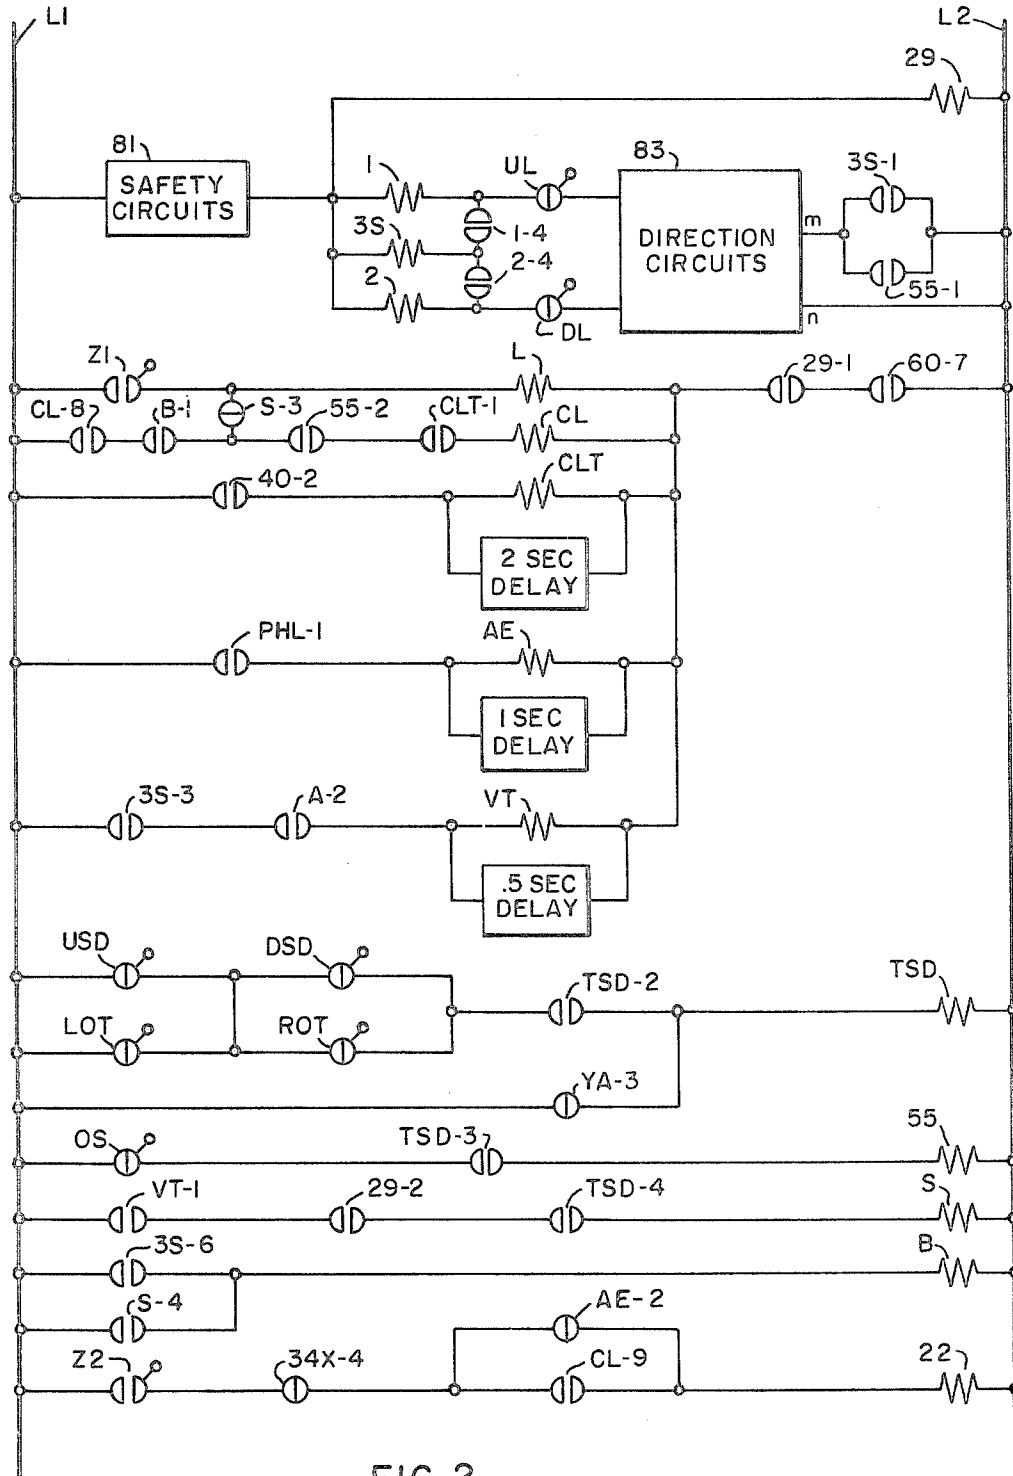 L1
L2
29
81
SAFETY
CIRCUITS
1
UL
83
3S-1
3S
1-4
2-4
2
DL
DIRECTION
CIRCUITS
m
n
55-1
Z1
L
29-1
60-7
CL-8
B-1
S-3
55-2
CLT-1
CL
40-2
CLT
2 SEC
DELAY
PHL-1
AE
1 SEC
DELAY
3S-3
A-2
VT
.5 SEC
DELAY
USD
DSD
TSD-2
TSD
LOT
ROT
YA-3
OS
TSD-3
55
VT-1
29-2
TSD-4
S
3S-6
B
S-4
AE-2
Z2
34X-4
CL-9
22